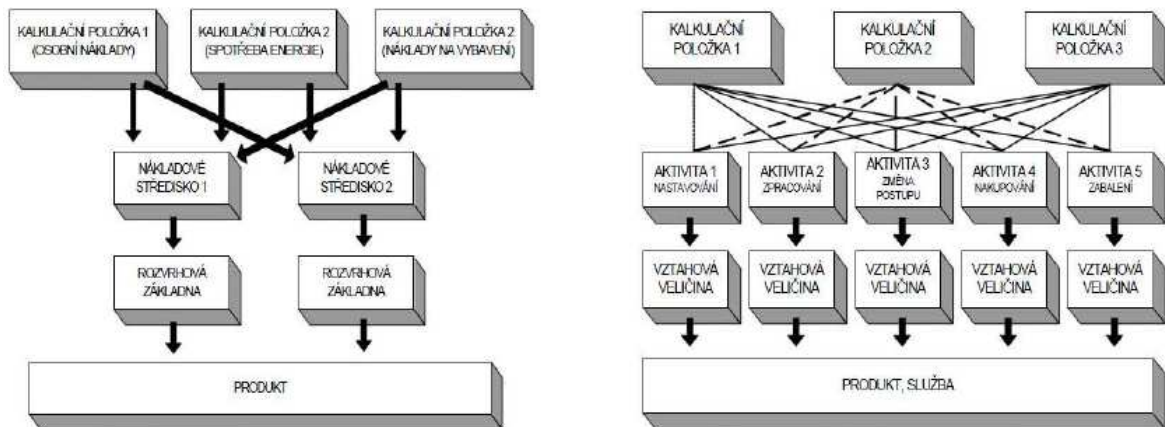 KALKULAČNÍ POLOŽKA 1
(OSOBNÍ NÁKLADY)
KALKULAČNÍ POLOŽKA 2
(SPOTŘEBA ENERGIE)
KALKULAČNÍ POLOŽKA 2
(NÁKLADY NA VYBAVENÍ)
NÁKLADOVÉ
STŘEDISKO 1
NÁKLADOVÉ
STŘEDISKO 2
ROZVRHOVÁ
ZÁKLADNA
ROZVRHOVÁ
ZÁKLADNA
PRODUKT
KALKULAČNÍ
POLOŽKA 1
KALKULAČNÍ
POLOŽKA 2
KALKULAČNÍ
POLOŽKA 3
AKTIVITA 1
NASTAVOVÁNÍ
AKTIVITA 2
ZPRACOVÁNÍ
AKTIVITA 3
ZMĚNA
POSTUPU
AKTIVITA 4
NAKUPOVÁNÍ
AKTIVITA 5
ZABALENÍ
VZTAHOVÁ
VELIČINA
VZTAHOVÁ
VELIČINA
VZTAHOVÁ
VELIČINA
VZTAHOVÁ
VELIČINA
VZTAHOVÁ
VELIČINA
PRODUKT, SLUŽBA